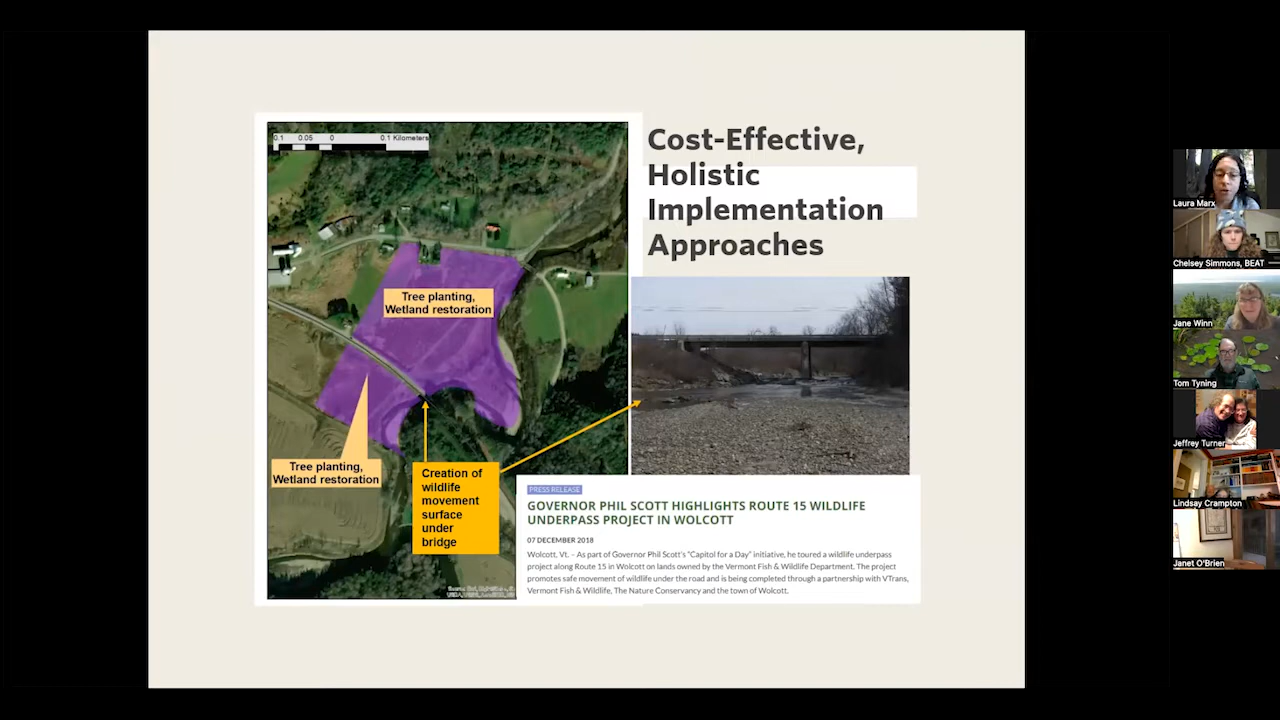 Cost-Effective,
Holistic
Implementation
Approaches
0.1 0.05 0 0.1 Kilometers
Tree planting,
Wetland restoration
Tree planting,
Wetland restoration
Creation of
wildlife
movement
surface
under
bridge
PRESS RELEASE
GOVERNOR PHIL SCOTT HIGHLIGHTS ROUTE 15 WILDLIFE
UNDERPASS PROJECT IN WOLCOTT
07 DECEMBER 2018
Wolcott, Vt. – As part of Governor Phil Scott's "Capitol for a Day" initiative, he toured a wildlife underpass
project along Route 15 in Wolcott on lands owned by the Vermont Fish & Wildlife Department. The project
promotes safe movement of wildlife under the road and is being completed through a partnership with VTrans,
Vermont Fish & Wildlife, The Nature Conservancy and the town of Wolcott.
Laura Marx
Chelsey Simmons, BEAT
Jane Winn
Tom Tyning
Jeffrey Turner
Lindsay Crampton
Janet O'Brien